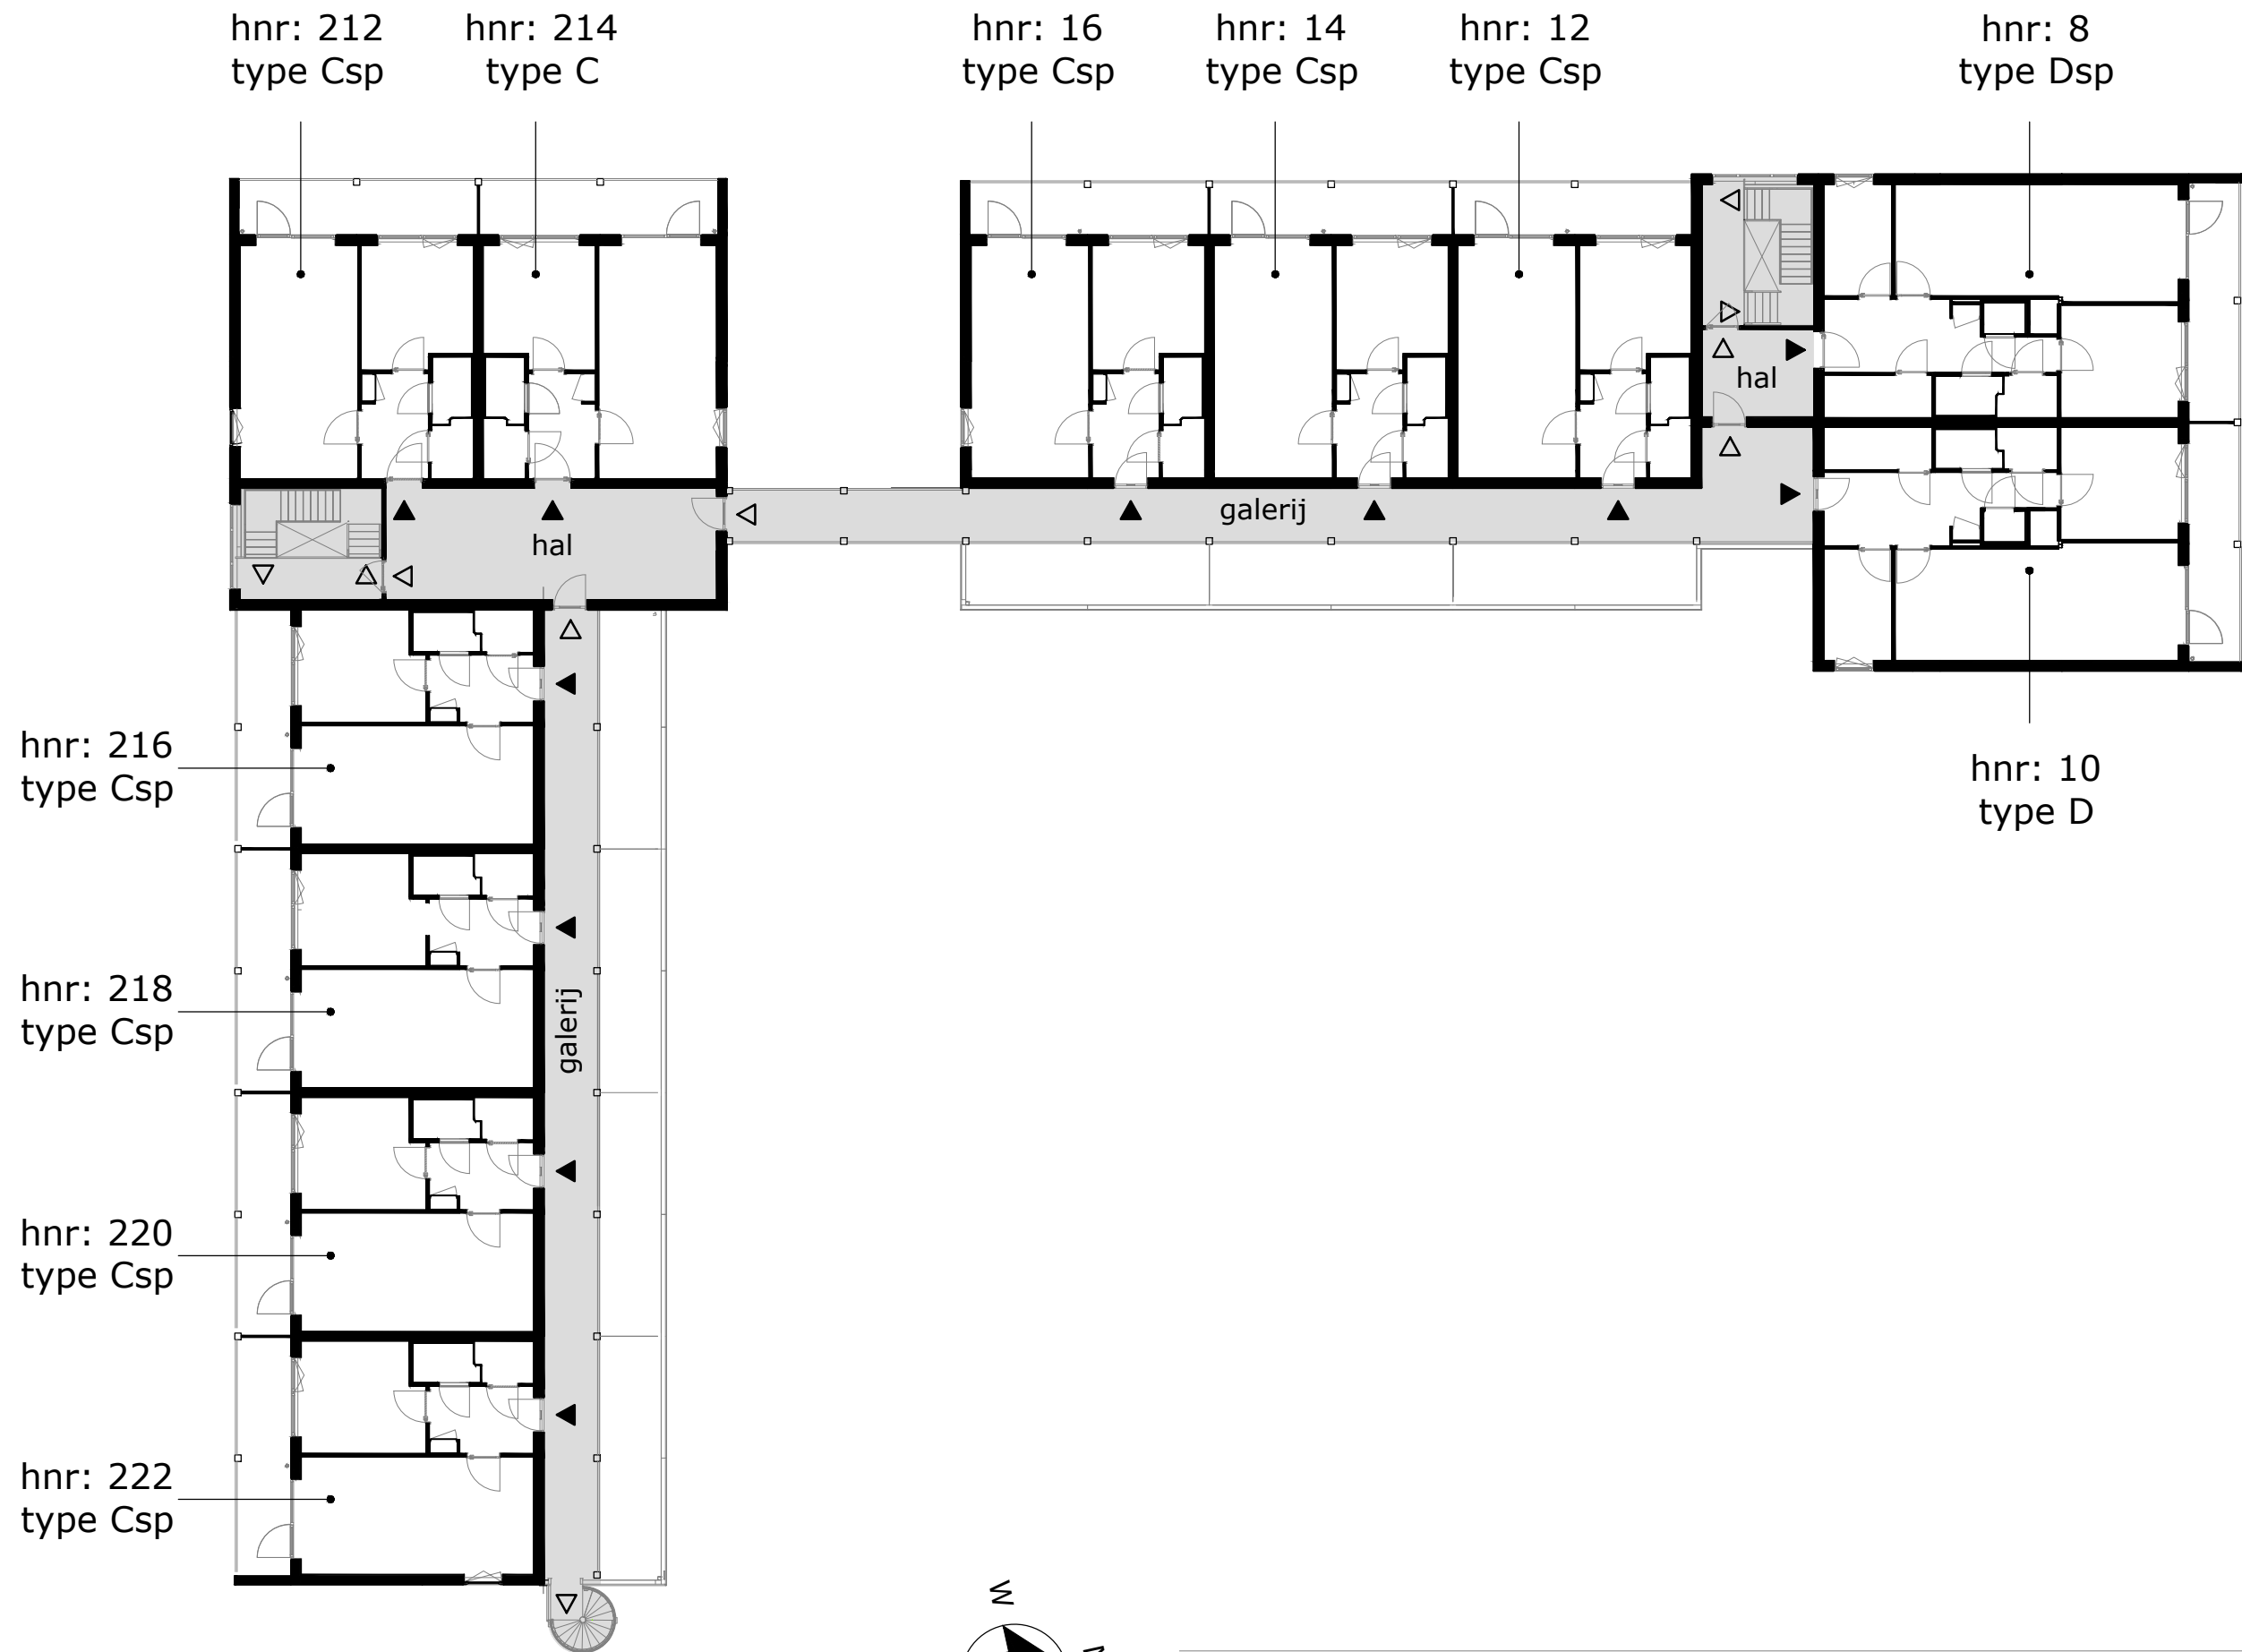 hnr: 212
type Csp
hnr: 214
type C
hnr: 16
type Csp
hnr: 14
type Csp
hnr: 12
type Csp
hnr: 8
type Dsp
hal
galerij
hal
hnr: 216
type Csp
hnr: 10
type D
hnr: 218
type Csp
galerij
hnr: 220
type Csp
hnr: 222
type Csp
W